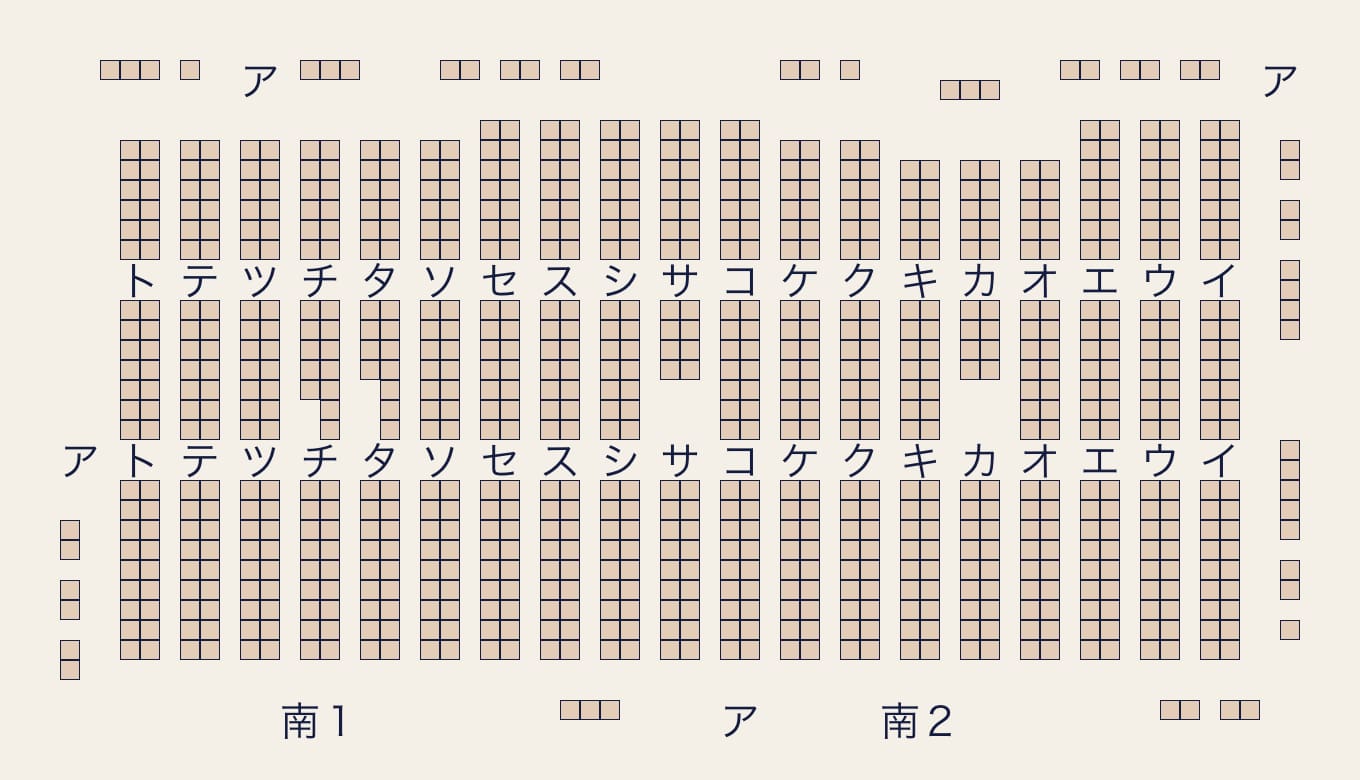 ア ア
トテツチタソセスシサコケクキカオエウイ
アトテツチタソセスシサコケクキカオエウイ
南1 ア 南2